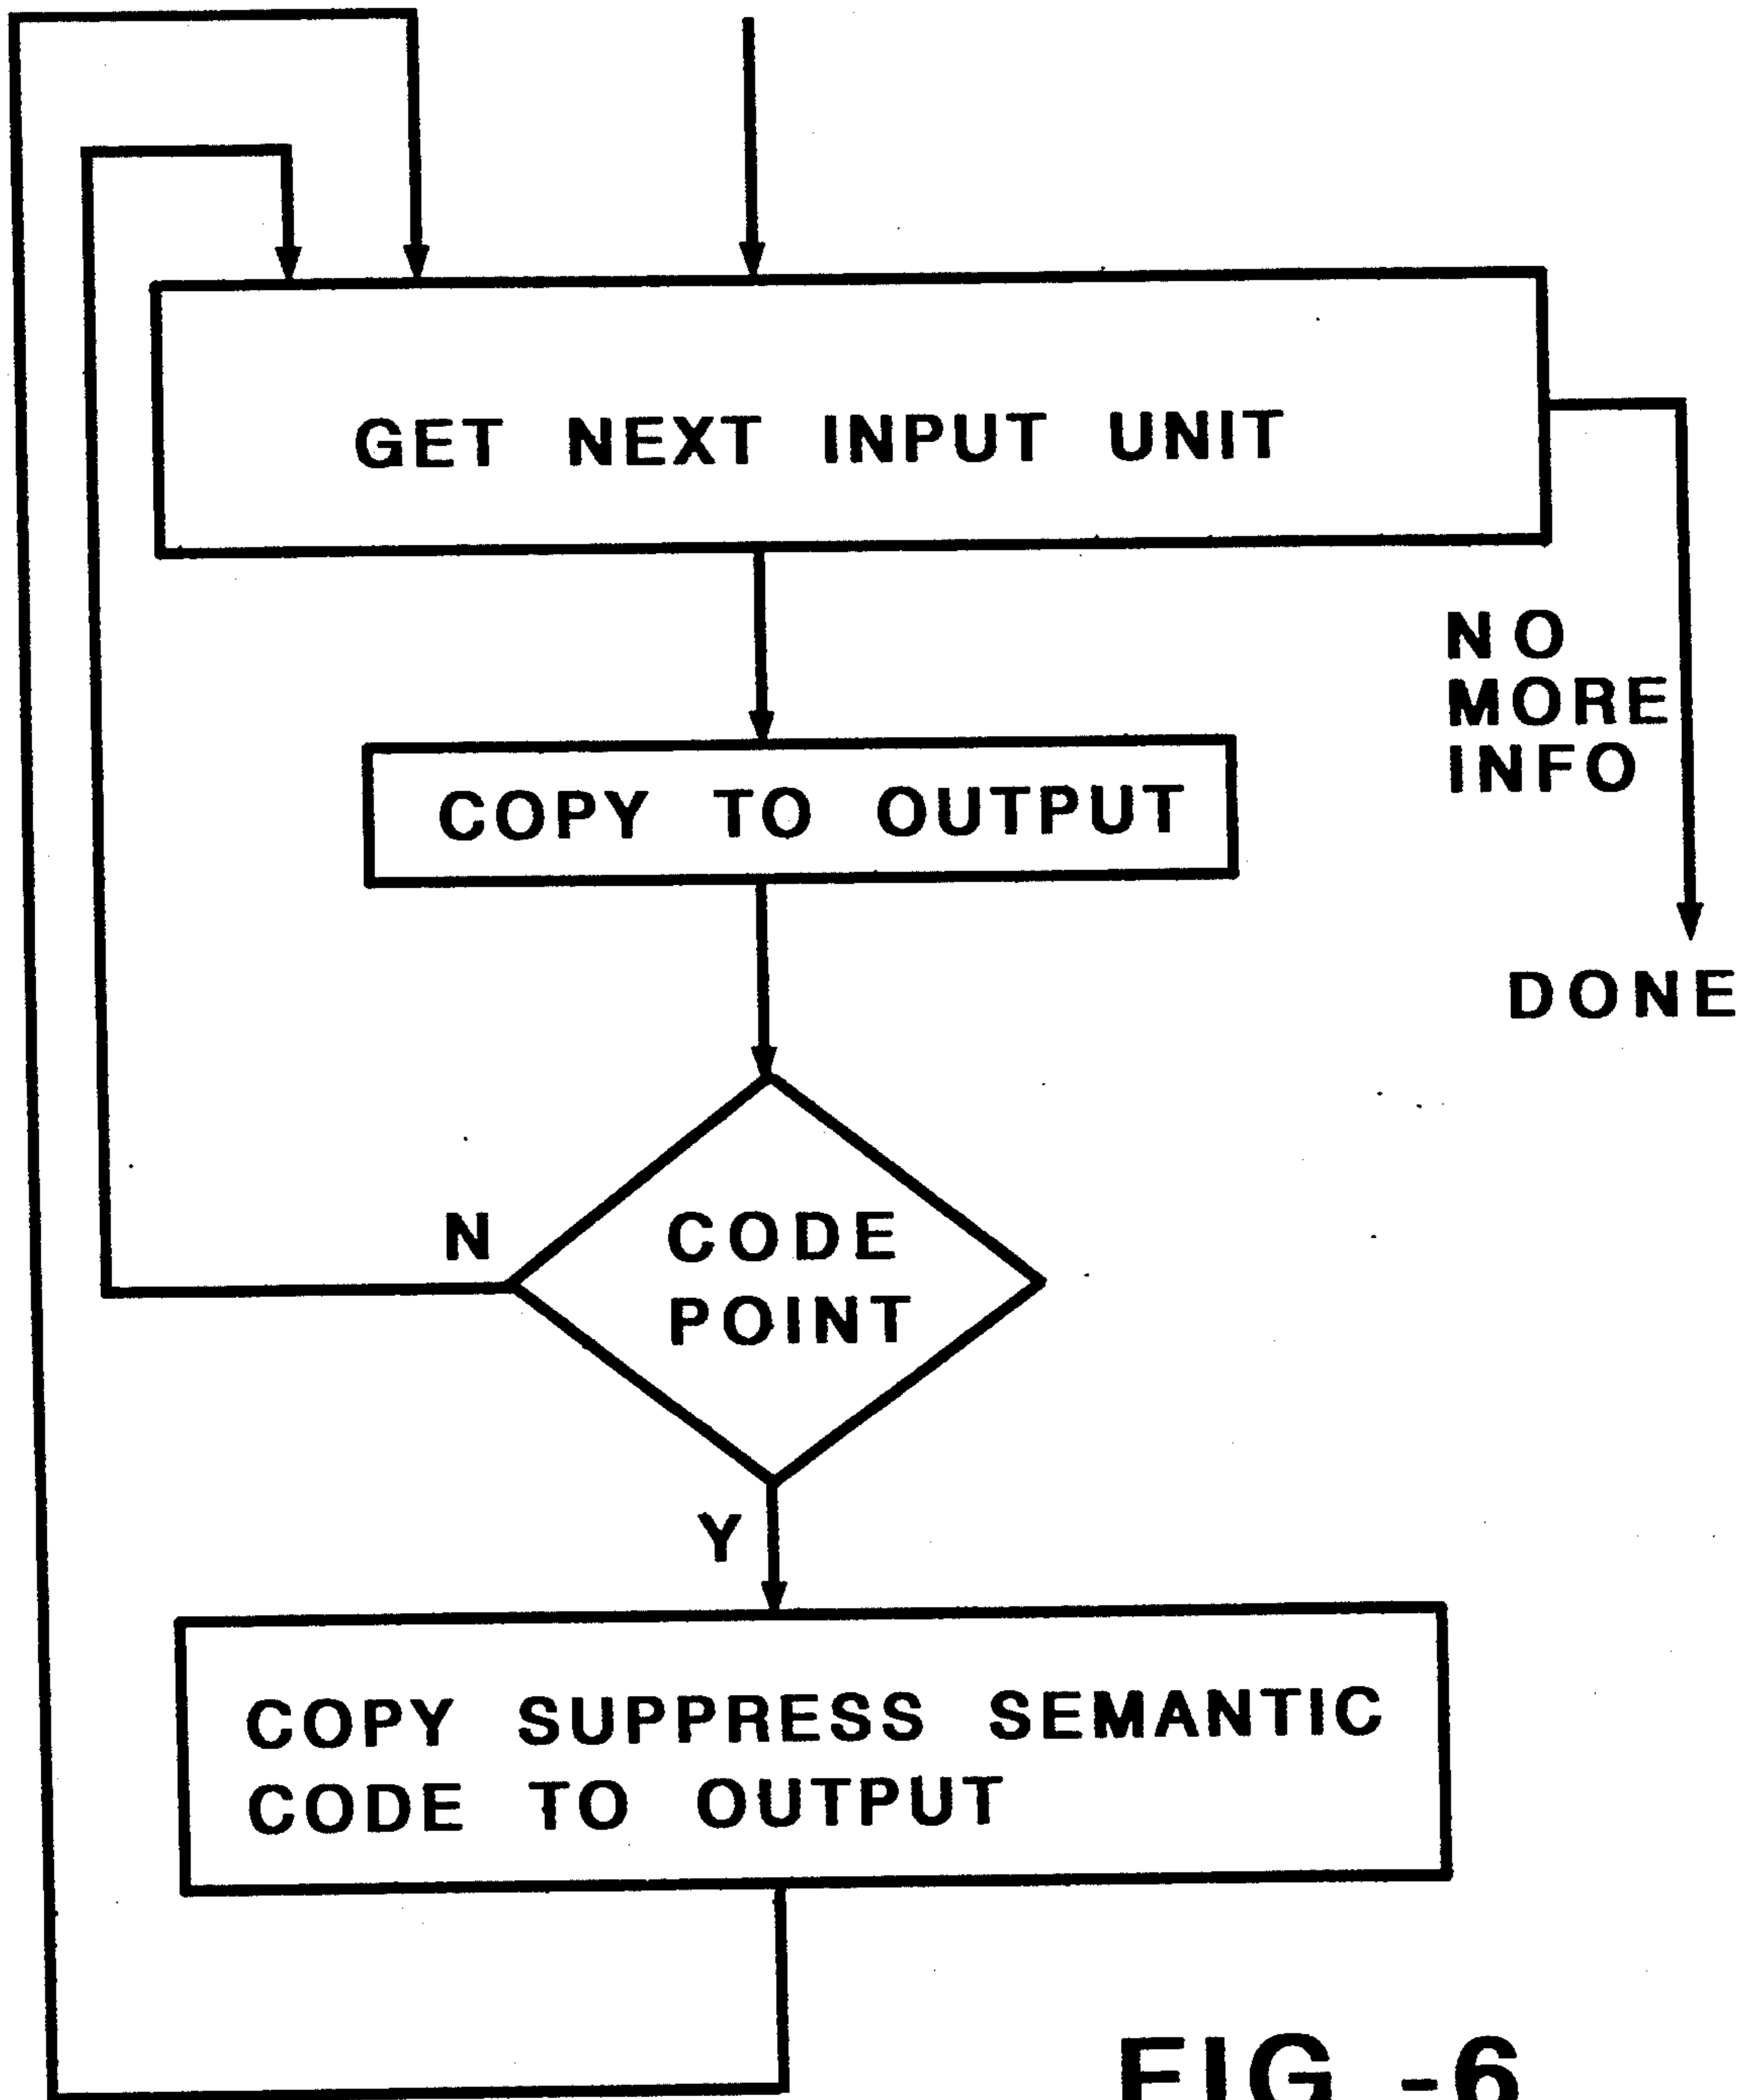 GET NEXT INPUT UNIT
NO
MORE
INFO
COPY TO OUTPUT
DONE
N
CODE
POINT
Y
COPY SUPPRESS SEMANTIC
CODE TO OUTPUT
FIG-6